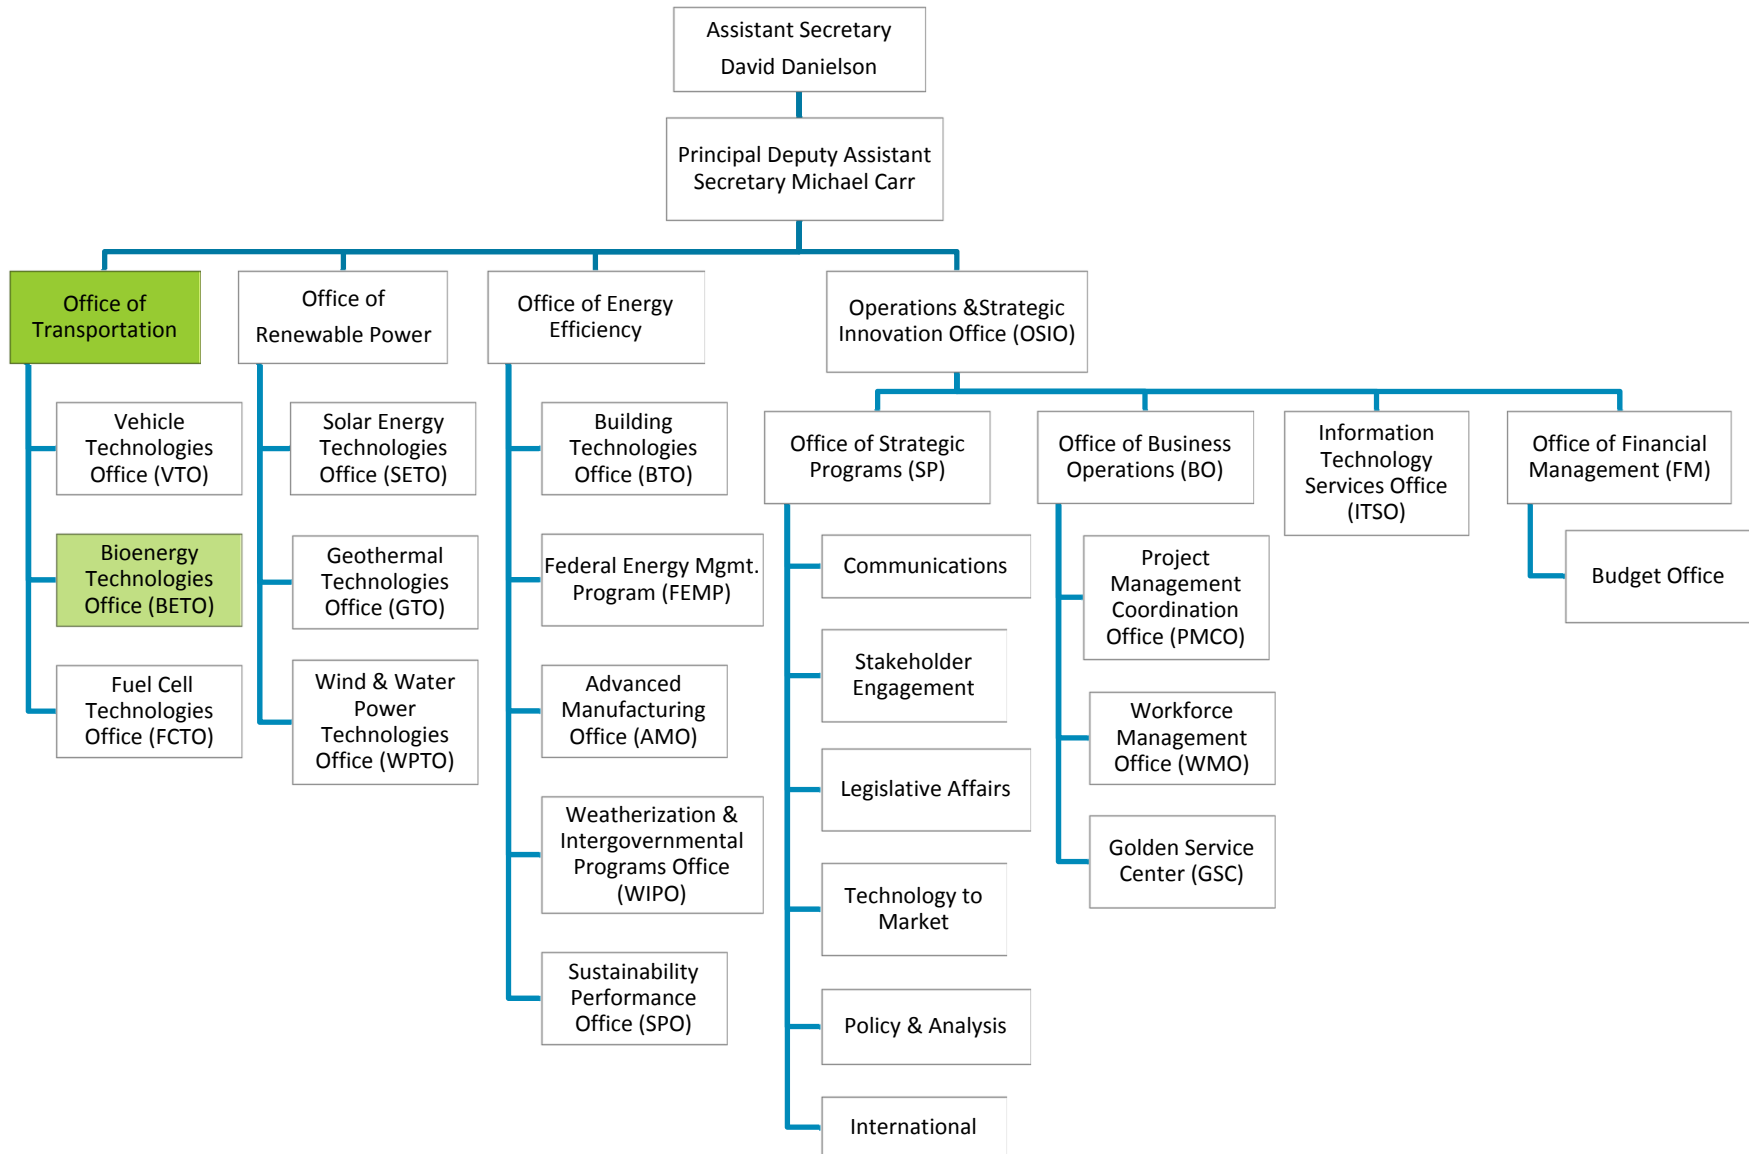 Assistant Secretary
David Danielson
Principal Deputy Assistant
Secretary Michael Carr
Office of
Transportation
Office of
Renewable Power
Office of Energy
Efficiency
Operations &Strategic
Innovation Office (OSIO)
Vehicle
Technologies
Office (VTO)
Bioenergy
Technologies
Office (BETO)
Fuel Cell
Technologies
Office (FCTO)
Solar Energy
Technologies
Office (SETO)
Geothermal
Technologies
Office (GTO)
Wind & Water
Power
Technologies
Office (WPTO)
Building
Technologies
Office (BTO)
Federal Energy Mgmt.
Program (FEMP)
Advanced
Manufacturing
Office (AMO)
Weatherization &
Intergovernmental
Programs Office
(WIPO)
Sustainability
Performance
Office (SPO)
Office of Strategic
Programs (SP)
Communications
Stakeholder
Engagement
Legislative Affairs
Technology to
Market
Policy & Analysis
International
Office of Business
Operations (BO)
Project
Management
Coordination
Office (PMCO)
Workforce
Management
Office (WMO)
Golden Service
Center (GSC)
Information
Technology
Services Office
(ITSO)
Office of Financial
Management (FM)
Budget Office